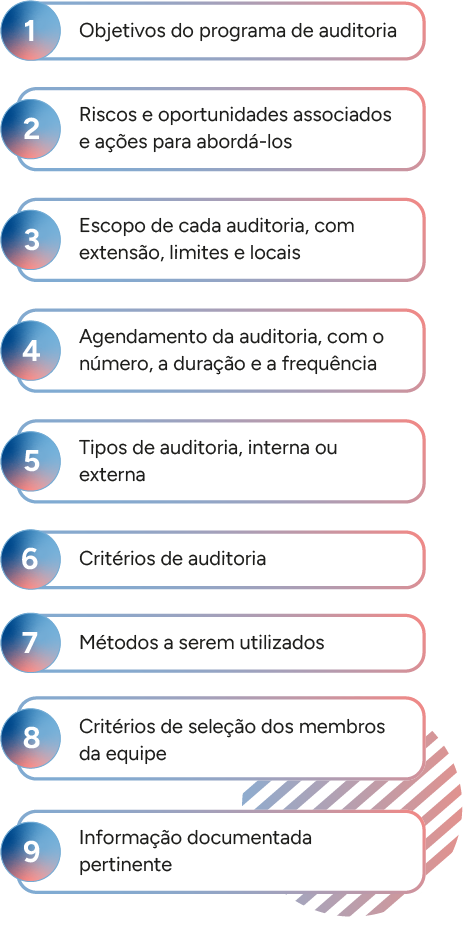 1
Objetivos do programa de auditoria
2
Riscos e oportunidades associados
e ações para abordá-los
3
Escopo de cada auditoria, com
extensão, limites e locais
4
Agendamento da auditoria, com o
número, a duração e a frequência
5
Tipos de auditoria, interna ou
externa
6
Critérios de auditoria
7
Métodos a serem utilizados
8
Critérios de seleção dos membros
da equipe
9
Informação documentada
pertinente